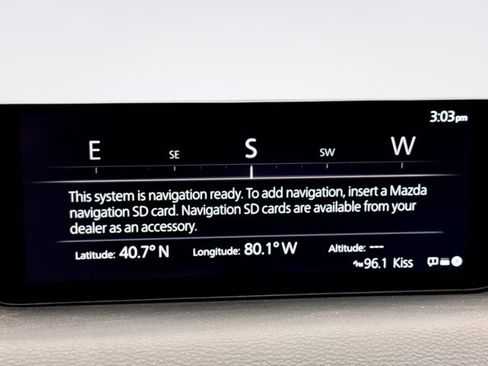 3:03pm
E SE S SW W
This system is navigation ready. To add navigation, insert a Mazda
navigation SD card. Navigation SD cards are available from your
dealer as an accessory.
Latitude: 40.7° N Longitude: 80.1° W Altitude: ---
96.1 Kiss